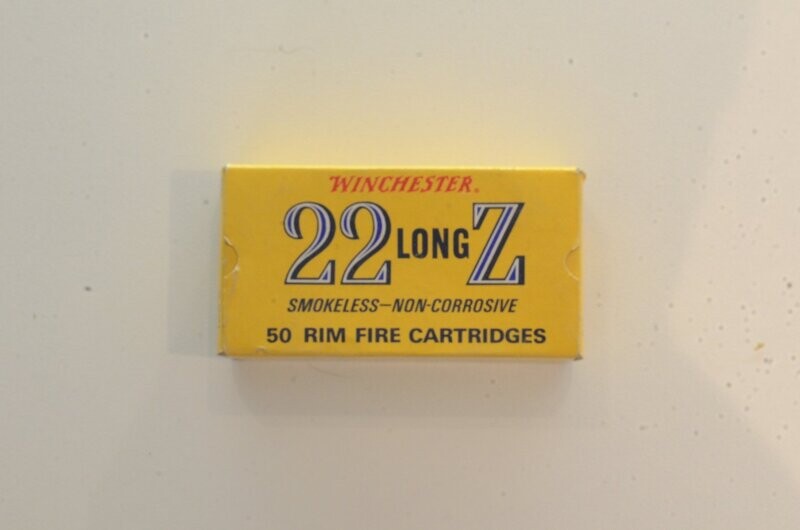 WINCHESTER®
22 LONG Z
SMOKELESS-NON-CORROSIVE
50 RIM FIRE CARTRIDGES